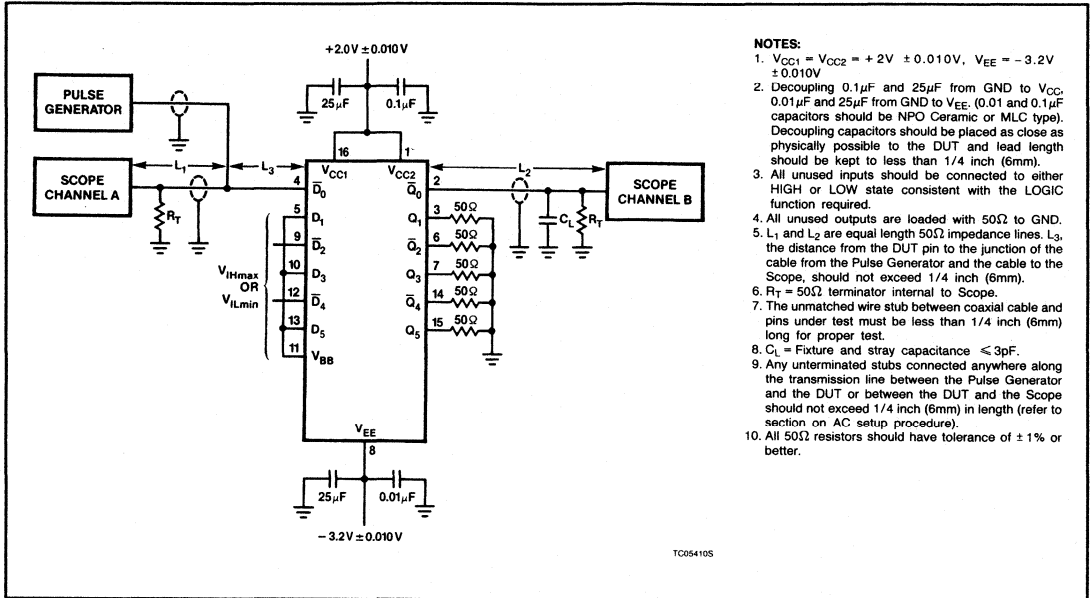 +2.0V ± 0.010V
25μF
0.1μF
PULSE
GENERATOR
SCOPE
CHANNEL A
L1
L3
RT
16
1
VCC1
VCC2
L2
SCOPE
CHANNEL B
CL
RT
4
D̅0
5
D1
9
D̅2
10
D3
12
D̅4
13
D5
11
VBB
VIHmax
OR
VILmin
2
Q̅0
3
Q1
50Ω
6
Q̅2
50Ω
7
Q3
50Ω
14
Q̅4
50Ω
15
Q5
50Ω
VEE
8
25μF
0.01μF
− 3.2V ± 0.010V
TC05410S
NOTES:
1. VCC1 = VCC2 = + 2V ± 0.010V, VEE = − 3.2V
± 0.010V
2. Decoupling 0.1μF and 25μF from GND to VCC,
0.01μF and 25μF from GND to VEE. (0.01 and 0.1μF
capacitors should be NPO Ceramic or MLC type).
Decoupling capacitors should be placed as close as
physically possible to the DUT and lead length
should be kept to less than 1/4 inch (6mm).
3. All unused inputs should be connected to either
HIGH or LOW state consistent with the LOGIC
function required.
4. All unused outputs are loaded with 50Ω to GND.
5. L1 and L2 are equal length 50Ω impedance lines. L3,
the distance from the DUT pin to the junction of the
cable from the Pulse Generator and the cable to the
Scope, should not exceed 1/4 inch (6mm).
6. RT = 50Ω terminator internal to Scope.
7. The unmatched wire stub between coaxial cable and
pins under test must be less than 1/4 inch (6mm)
long for proper test.
8. CL = Fixture and stray capacitance ⩽ 3pF.
9. Any unterminated stubs connected anywhere along
the transmission line between the Pulse Generator
and the DUT or between the DUT and the Scope
should not exceed 1/4 inch (6mm) in length (refer to
section on AC setup procedure).
10. All 50Ω resistors should have tolerance of ± 1% or
better.